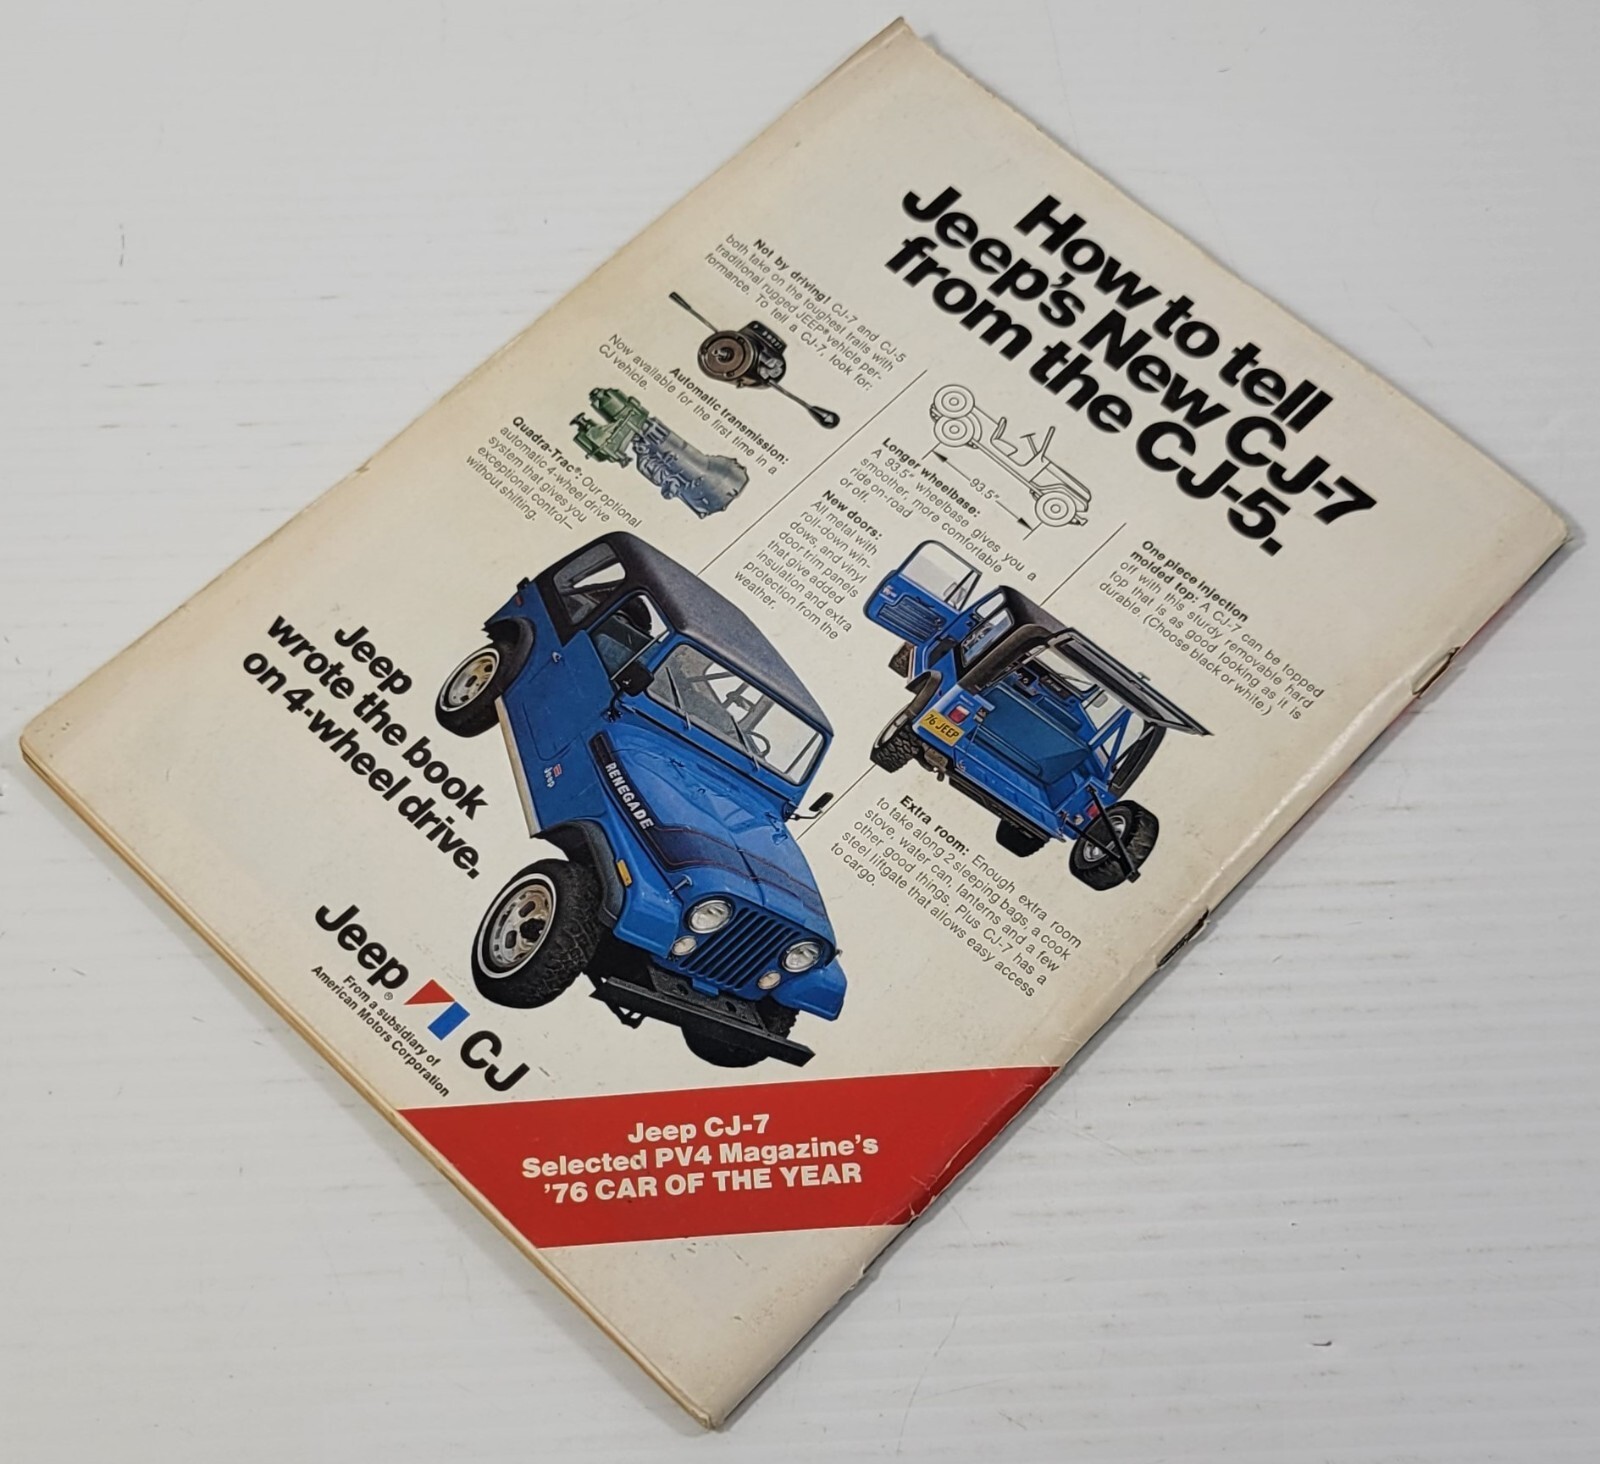 How to tell
Jeep's New CJ-7
from the CJ-5.
Not by driving! CJ-7 and CJ-5
both take on the toughest trails with
traditional rugged JEEP® vehicle per-
formance. To tell a CJ-7, look for:
Automatic transmission:
Now available for the first time in a
CJ vehicle.
Quadra-Trac®: Our optional
automatic 4-wheel drive
system that gives you
exceptional control—
without shifting.
93.5"
Longer wheelbase:
A 93.5" wheelbase gives you a
smoother, more comfortable
ride on-road
or off.
New doors:
All metal with
roll-down win-
dows, and vinyl
door trim panels
that give added
insulation and extra
protection from the
weather.
One piece injection
molded top: A CJ-7 can be topped
off with this sturdy removable hard
top that is as good looking as it is
durable. (Choose black or white.)
76 JEEP
Extra room: Enough extra room
to take along 2 sleeping bags, a cook
stove, water can, lanterns and a few
other good things. Plus CJ-7 has a
steel liftgate that allows easy access
to cargo.
RENEGADE
Jeep
Jeep
wrote the book
on 4-wheel drive.
Jeep® CJ
From a subsidiary of
American Motors Corporation
Jeep CJ-7
Selected PV4 Magazine's
'76 CAR OF THE YEAR